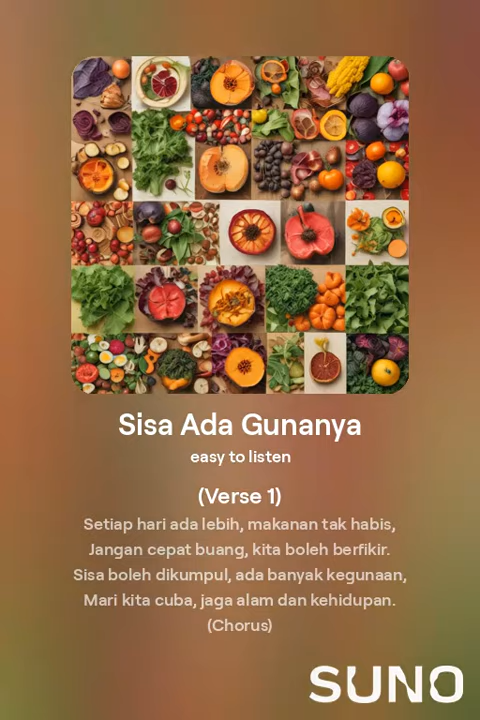 Sisa Ada Gunanya
easy to listen
(Verse 1)
Setiap hari ada lebih, makanan tak habis,
Jangan cepat buang, kita boleh berfikir.
Sisa boleh dikumpul, ada banyak kegunaan,
Mari kita cuba, jaga alam dan kehidupan.
(Chorus)
SUNO